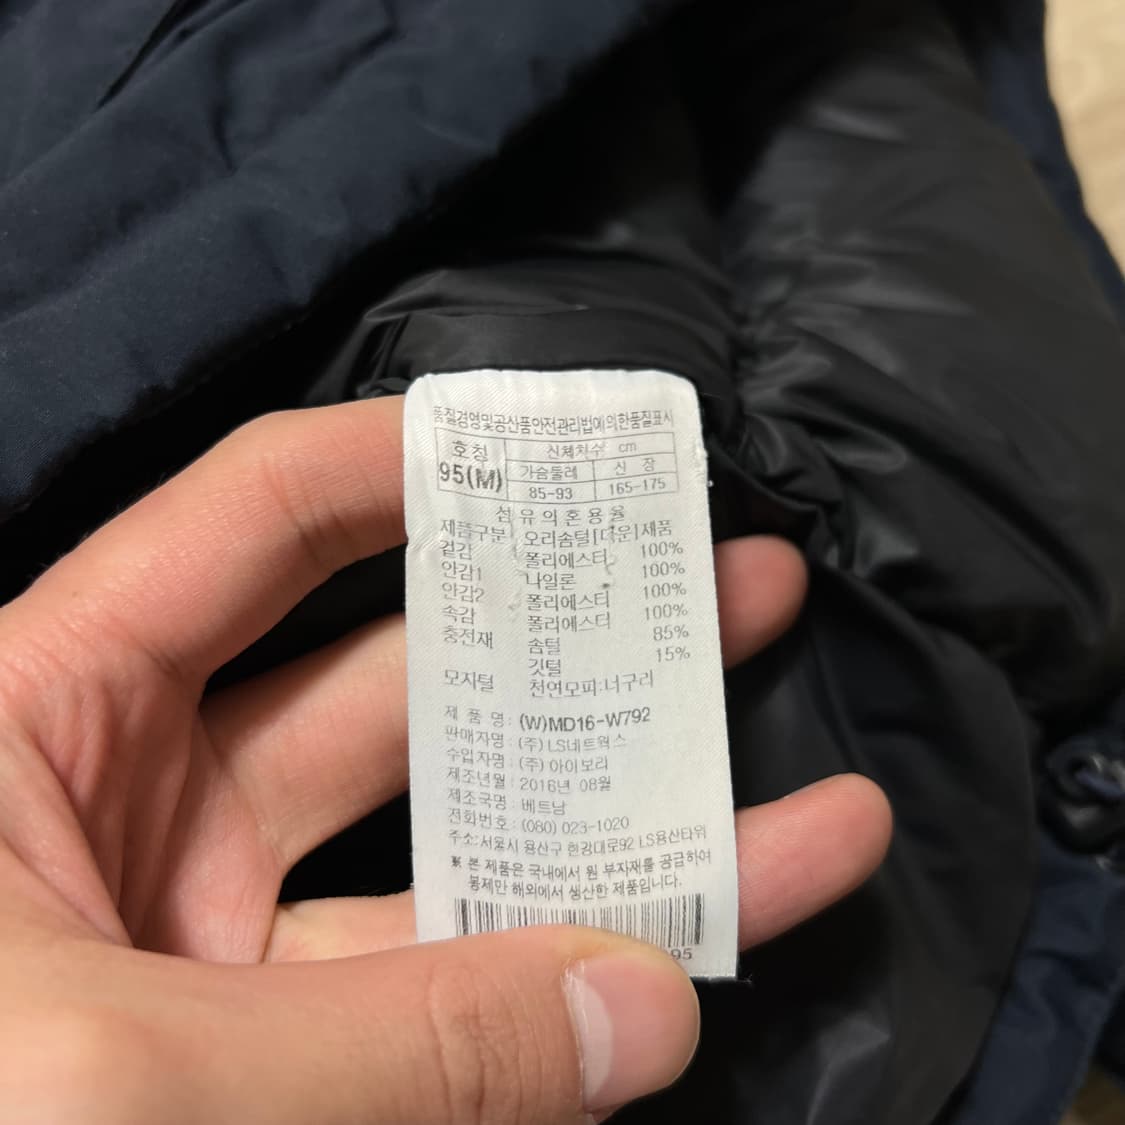 품질경영및공산품안전관리법에의한품질표시
호칭 신체치수 cm
95(M) 가슴둘레 신 장
85-93 165-175
섬유의혼용율
제품구분 오리솜털[다운]제품
겉감 폴리에스터 100%
안감1 나일론 100%
안감2 폴리에스터 100%
속감 폴리에스터 100%
충전재 솜털 85%
깃털 15%
모자털 천연모피:너구리
제 품 명 : (W)MD16-W792
판매자명 : (주) LS네트웍스
수입자명 : (주) 아이보리
제조년월 : 2016년 08월
제조국명 : 베트남
전화번호 : (080) 023-1020
주소:서울시 용산구 한강대로92 LS용산타워
※ 본 제품은 국내에서 원 부자재를 공급하여
봉제만 해외에서 생산한 제품입니다.
95